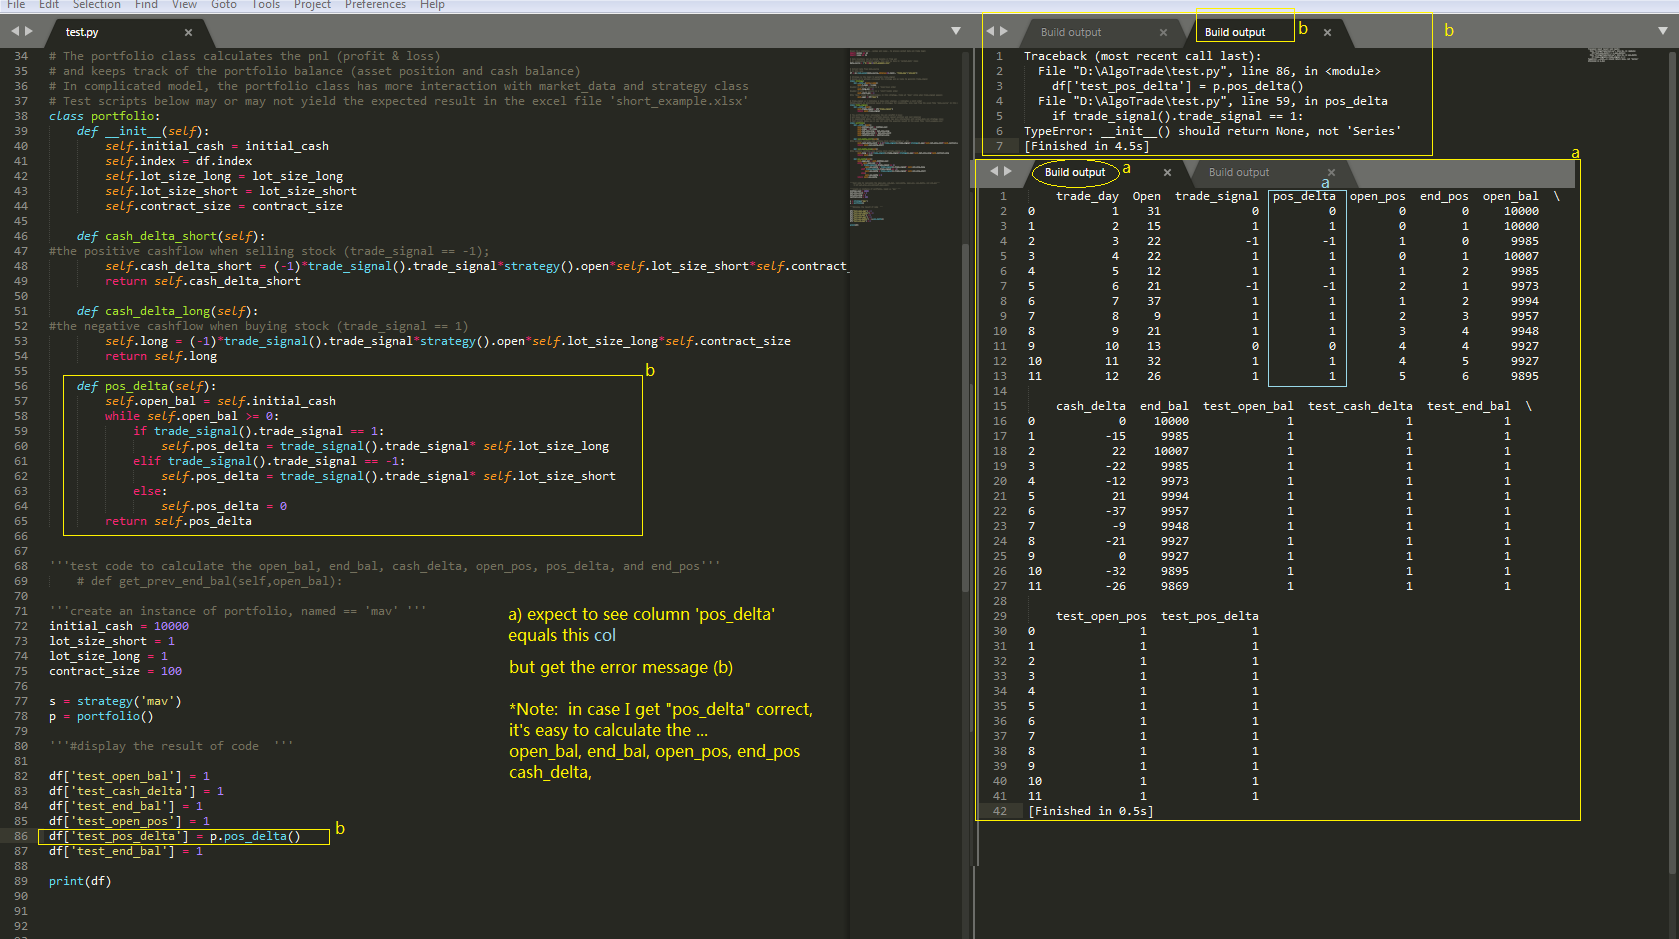 File Edit Selection Find View Goto Tools Project Preferences Help
test.py
34 # The portfolio class calculates the pnl (profit & loss)
35 # and keeps track of the portfolio balance (asset position and cash balance)
36 # In complicated model, the portfolio class has more interaction with market_data and strategy class
37 # Test scripts below may or may not yield the expected result in the excel file 'short_example.xlsx'
38 class portfolio:
39 def __init__(self):
40 self.initial_cash = initial_cash
41 self.index = df.index
42 self.lot_size_long = lot_size_long
43 self.lot_size_short = lot_size_short
44 self.contract_size = contract_size
45
46 def cash_delta_short(self):
47 #the positive cashflow when selling stock (trade_signal == -1);
48 self.cash_delta_short = (-1)*trade_signal().trade_signal*strategy().open*self.lot_size_short*self.contract_
49 return self.cash_delta_short
50
51 def cash_delta_long(self):
52 #the negative cashflow when buying stock (trade_signal == 1)
53 self.long = (-1)*trade_signal().trade_signal*strategy().open*self.lot_size_long*self.contract_size
54 return self.long
55
b
56 def pos_delta(self):
57 self.open_bal = self.initial_cash
58 while self.open_bal >= 0:
59 if trade_signal().trade_signal == 1:
60 self.pos_delta = trade_signal().trade_signal* self.lot_size_long
61 elif trade_signal().trade_signal == -1:
62 self.pos_delta = trade_signal().trade_signal* self.lot_size_short
63 else:
64 self.pos_delta = 0
65 return self.pos_delta
66
67
68 '''test code to calculate the open_bal, end_bal, cash_delta, open_pos, pos_delta, and end_pos'''
69 # def get_prev_end_bal(self,open_bal):
70
71 '''create an instance of portfolio, named == 'mav' '''
72 initial_cash = 10000
73 lot_size_short = 1
74 lot_size_long = 1
75 contract_size = 100
76
77 s = strategy('mav')
78 p = portfolio()
79
80 '''#display the result of code '''
81
82 df['test_open_bal'] = 1
83 df['test_cash_delta'] = 1
84 df['test_end_bal'] = 1
85 df['test_open_pos'] = 1
86 df['test_pos_delta'] = p.pos_delta()
b
87 df['test_end_bal'] = 1
88
89 print(df)
90
91
92
a) expect to see column 'pos_delta'
equals this col
but get the error message (b)
*Note: in case I get "pos_delta" correct,
it's easy to calculate the ...
open_bal, end_bal, open_pos, end_pos
cash_delta,
Build output
Build output
b
b
1 Traceback (most recent call last):
2 File "D:\AlgoTrade\test.py", line 86, in <module>
3 df['test_pos_delta'] = p.pos_delta()
4 File "D:\AlgoTrade\test.py", line 59, in pos_delta
5 if trade_signal().trade_signal == 1:
6 TypeError: __init__() should return None, not 'Series'
7 [Finished in 4.5s]
a
Build output
a
Build output
a
1 trade_day Open trade_signal pos_delta open_pos end_pos open_bal \
2 0 1 31 0 0 0 0 10000
3 1 2 15 1 1 0 1 10000
4 2 3 22 -1 -1 1 0 9985
5 3 4 22 1 1 0 1 10007
6 4 5 12 1 1 1 2 9985
7 5 6 21 -1 -1 2 1 9973
8 6 7 37 1 1 1 2 9994
9 7 8 9 1 1 2 3 9957
10 8 9 21 1 1 3 4 9948
11 9 10 13 0 0 4 4 9927
12 10 11 32 1 1 4 5 9927
13 11 12 26 1 1 5 6 9895
14
15 cash_delta end_bal test_open_bal test_cash_delta test_end_bal \
16 0 0 10000 1 1 1
17 1 -15 9985 1 1 1
18 2 22 10007 1 1 1
19 3 -22 9985 1 1 1
20 4 -12 9973 1 1 1
21 5 21 9994 1 1 1
22 6 -37 9957 1 1 1
23 7 -9 9948 1 1 1
24 8 -21 9927 1 1 1
25 9 0 9927 1 1 1
26 10 -32 9895 1 1 1
27 11 -26 9869 1 1 1
28
29 test_open_pos test_pos_delta
30 0 1 1
31 1 1 1
32 2 1 1
33 3 1 1
34 4 1 1
35 5 1 1
36 6 1 1
37 7 1 1
38 8 1 1
39 9 1 1
40 10 1 1
41 11 1 1
42 [Finished in 0.5s]